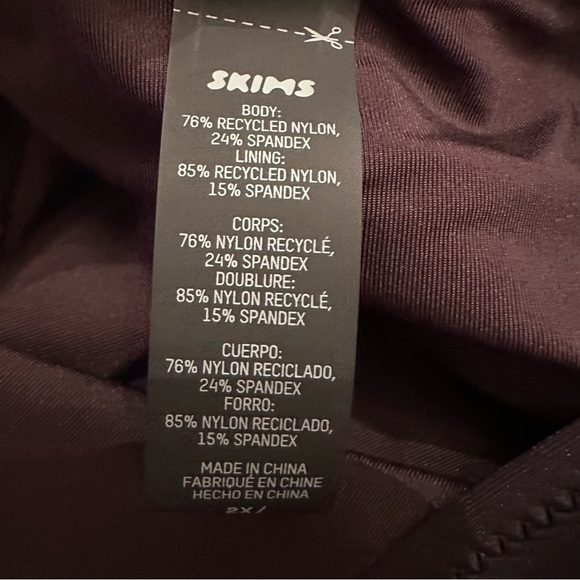 SKIMS
BODY:
76% RECYCLED NYLON,
24% SPANDEX
LINING:
85% RECYCLED NYLON,
15% SPANDEX
CORPS:
76% NYLON RECYCLÉ,
24% SPANDEX
DOUBLURE:
85% NYLON RECYCLÉ,
15% SPANDEX
CUERPO:
76% NYLON RECICLADO,
24% SPANDEX
FORRO:
85% NYLON RECICLADO,
15% SPANDEX
MADE IN CHINA
FABRIQUÉ EN CHINE
HECHO EN CHINA
2X/